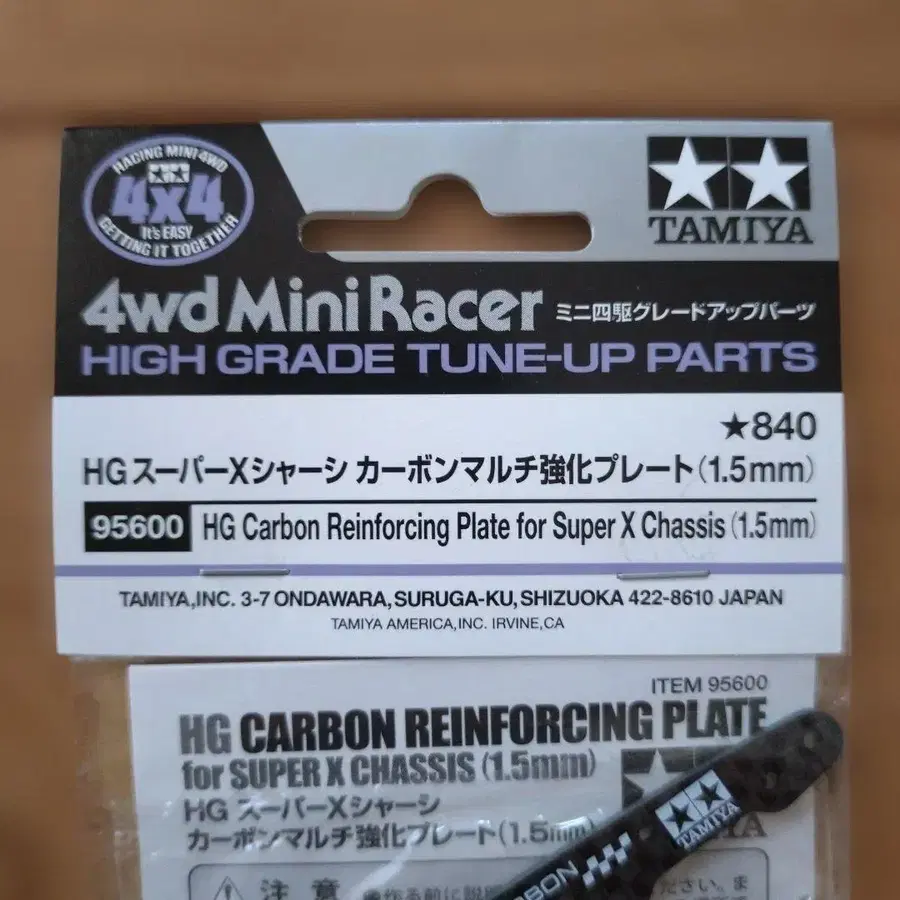 RACING MINI 4WD
4x4
It's EASY
GETTING IT TOGETHER
TAMIYA
4wd Mini Racer ミニ四駆グレードアップパーツ
HIGH GRADE TUNE-UP PARTS
★840
HG スーパーXシャーシ カーボンマルチ強化プレート(1.5mm)
95600 HG Carbon Reinforcing Plate for Super X Chassis (1.5mm)
TAMIYA,INC. 3-7 ONDAWARA,SURUGA-KU,SHIZUOKA 422-8610 JAPAN
TAMIYA AMERICA,INC. IRVINE,CA
ITEM 95600
HG CARBON REINFORCING PLATE
for SUPER X CHASSIS (1.5mm)
HG スーパーXシャーシ
カーボンマルチ強化プレート(1.5mm)
TAMIYA
注意